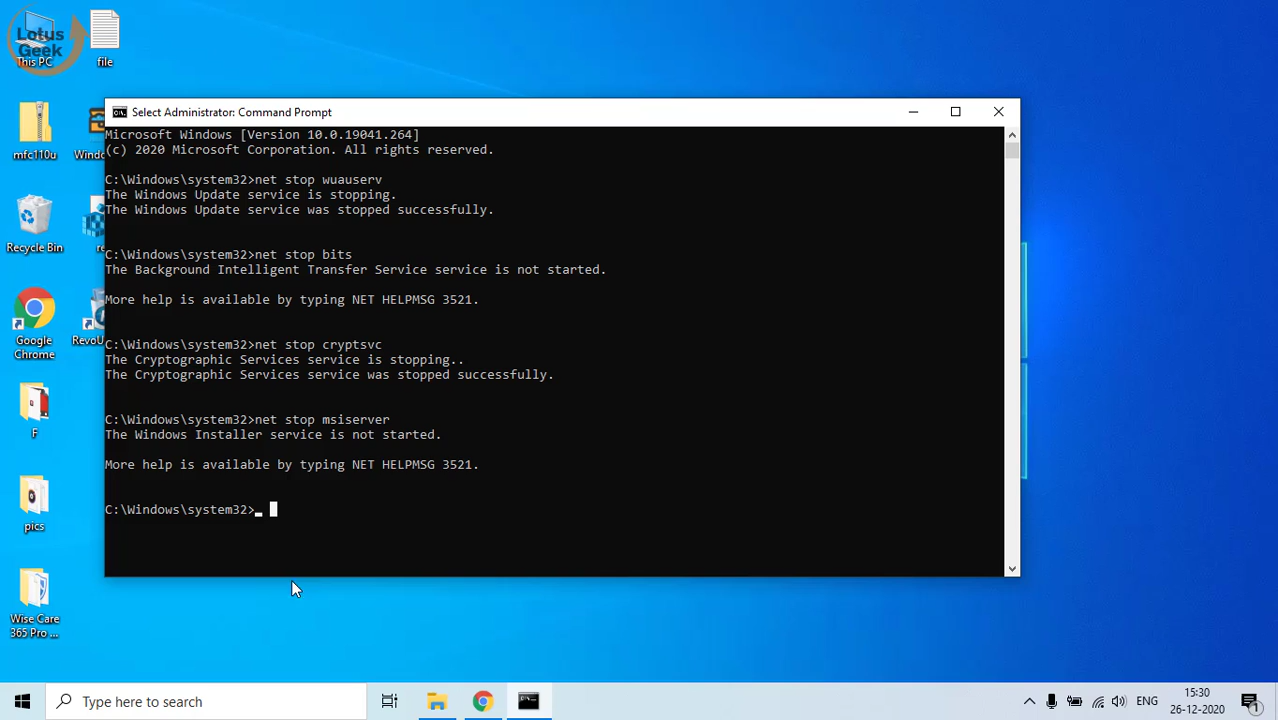 Lotus
Geek
This PC
file
mfc110u
Wind
Recycle Bin
re
Google
Chrome
RevoU
F
pics
Wise Care
365 Pro ...
Select Administrator: Command Prompt
Microsoft Windows [Version 10.0.19041.264]
(c) 2020 Microsoft Corporation. All rights reserved.
C:\Windows\system32>net stop wuauserv
The Windows Update service is stopping.
The Windows Update service was stopped successfully.
C:\Windows\system32>net stop bits
The Background Intelligent Transfer Service service is not started.
More help is available by typing NET HELPMSG 3521.
C:\Windows\system32>net stop cryptsvc
The Cryptographic Services service is stopping..
The Cryptographic Services service was stopped successfully.
C:\Windows\system32>net stop msiserver
The Windows Installer service is not started.
More help is available by typing NET HELPMSG 3521.
C:\Windows\system32>
Type here to search
ENG
15:30
26-12-2020
1